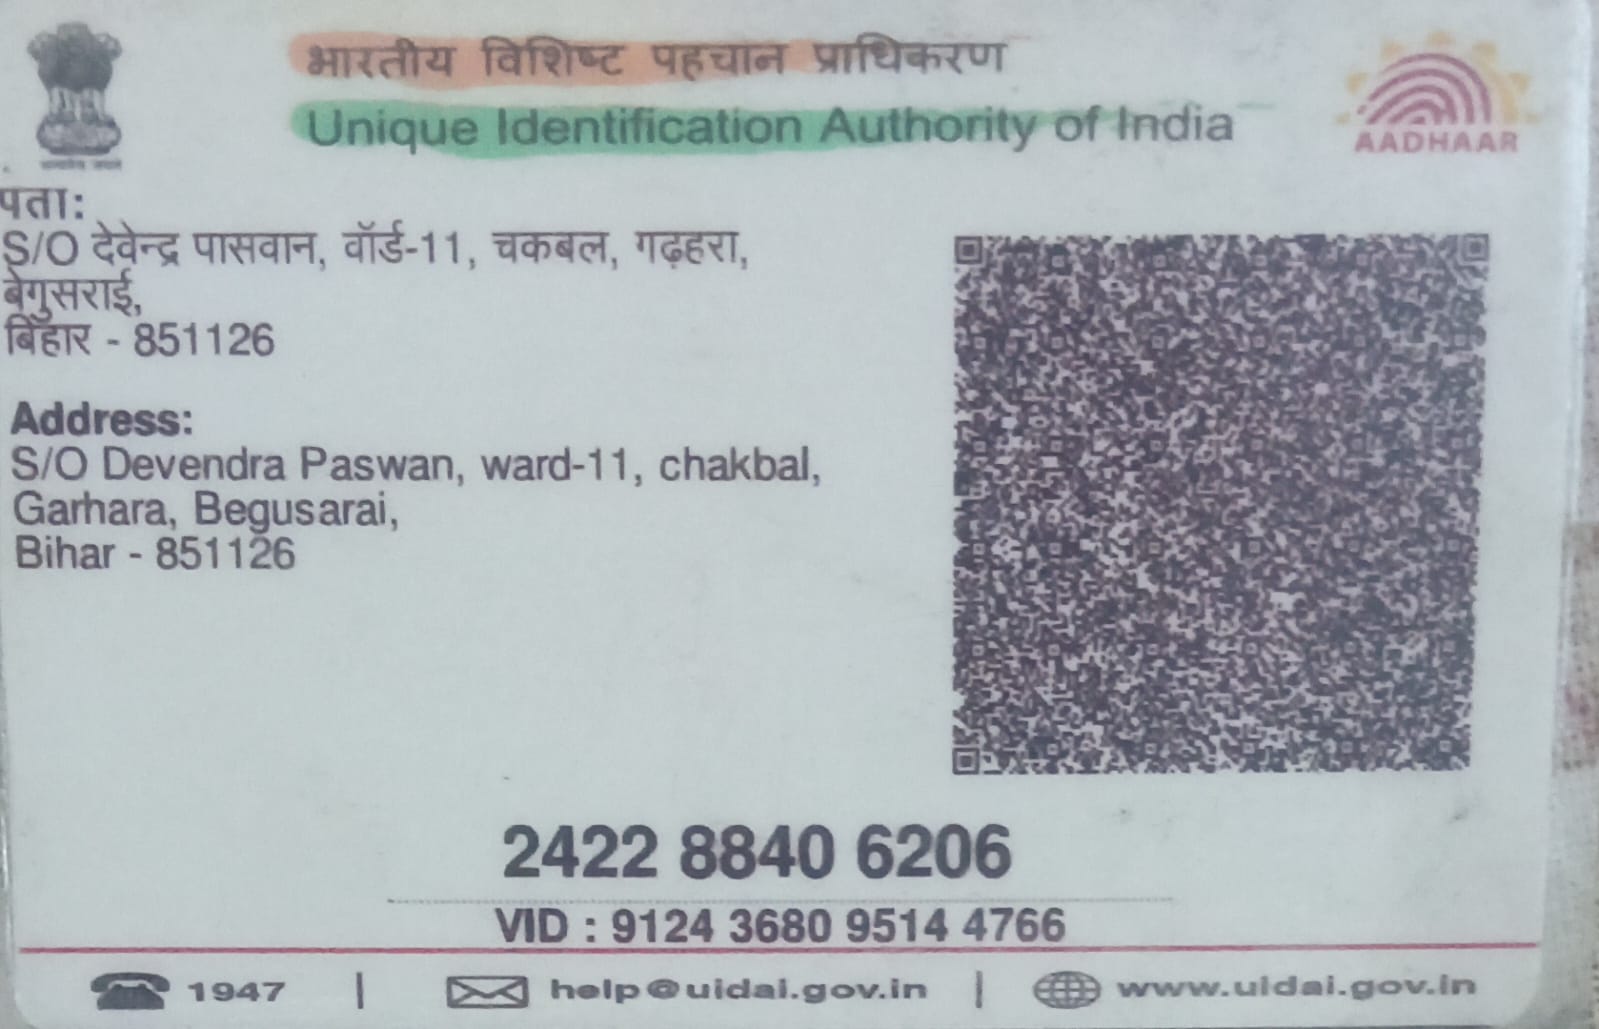 भारतीय विशिष्ट पहचान प्राधिकरण
Unique Identification Authority of India
AADHAAR
पता:
S/O देवेन्द्र पासवान, वॉर्ड-11, चकबल, गढ़हरा,
बेगुसराई,
बिहार - 851126
Address:
S/O Devendra Paswan, ward-11, chakbal,
Garhara, Begusarai,
Bihar - 851126
2422 8840 6206
VID : 9124 3680 9514 4766
1947 | help@uidai.gov.in | www.uidai.gov.in